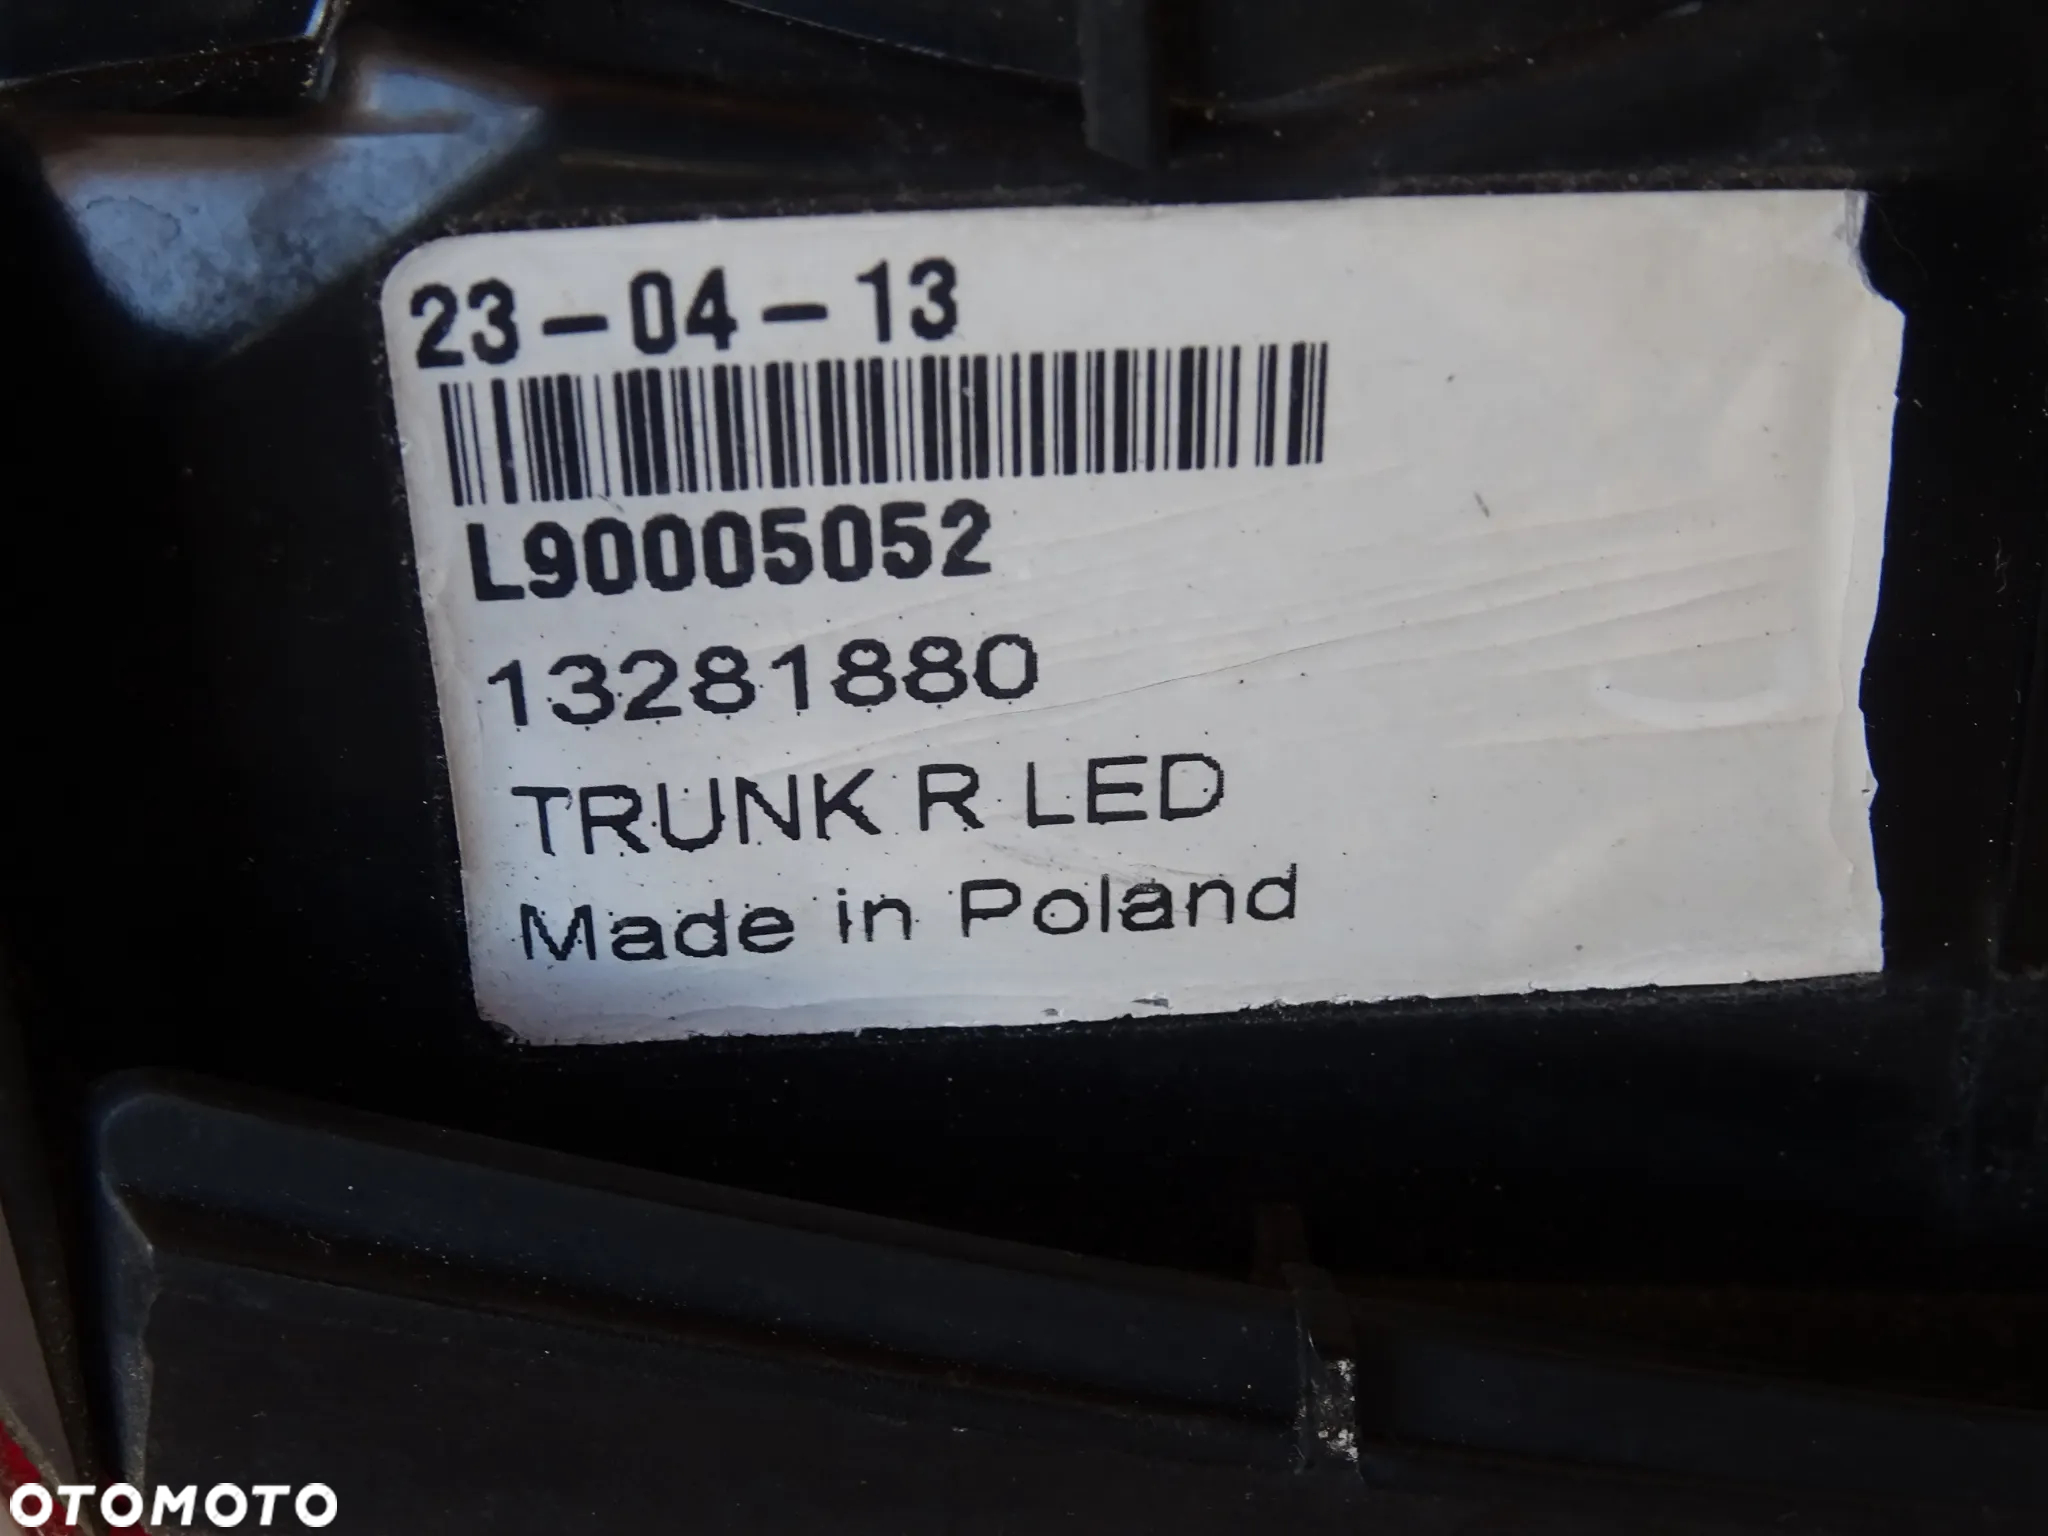 23-04-13
L90005052
13281880
TRUNK R LED
Made in Poland
OTOMOTO